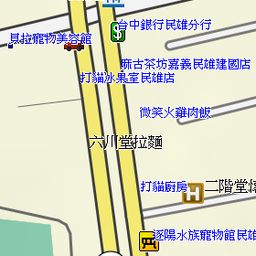 台中銀行民雄分行
貝拉寵物美容館
麻古茶坊嘉義民雄建國店
打貓冰果室民雄店
微笑火雞肉飯
六川堂拉麵
打貓廚房
二階堂
逐陽水族寵物館民雄